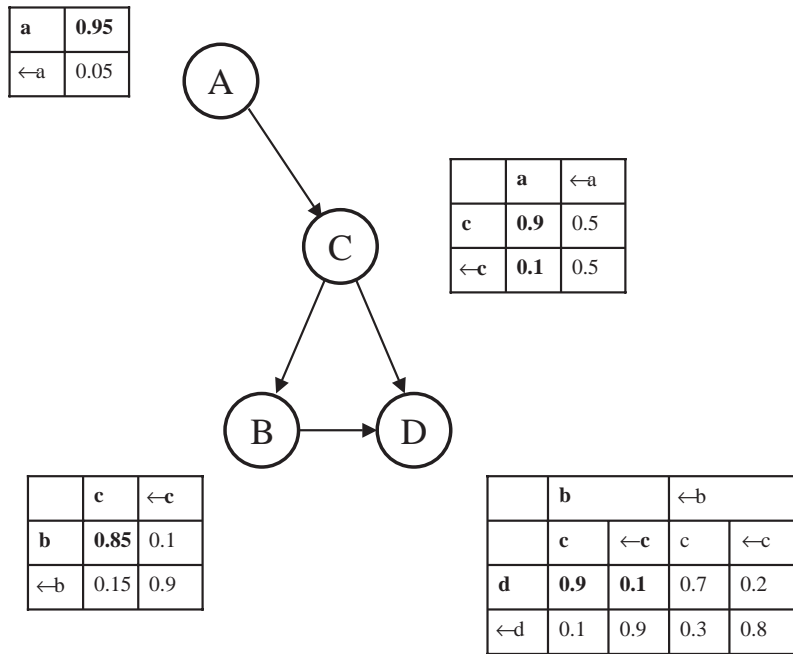 a 0.95
←a 0.05
A
a ←a
c 0.9 0.5
←c 0.1 0.5
C
B
D
c ←c
b 0.85 0.1
←b 0.15 0.9
b ←b
c ←c c ←c
d 0.9 0.1 0.7 0.2
←d 0.1 0.9 0.3 0.8